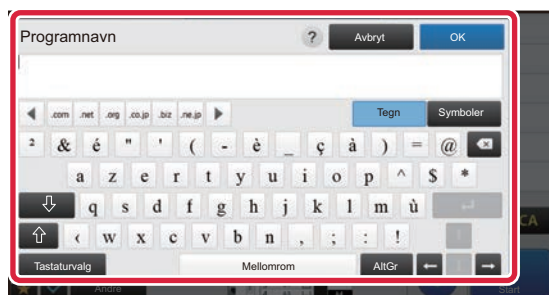 Programnavn ? Avbryt OK
.com .net .org .co.jp .biz .ne.jp Tegn Symboler
² & é " ' ( - è _ ç à ) = @
a z e r t y u i o p ^ $ *
q s d f g h j k l m ù
< w x c v b n , ; : !
Tastaturvalg Mellomrom AltGr
Andre Start
CA